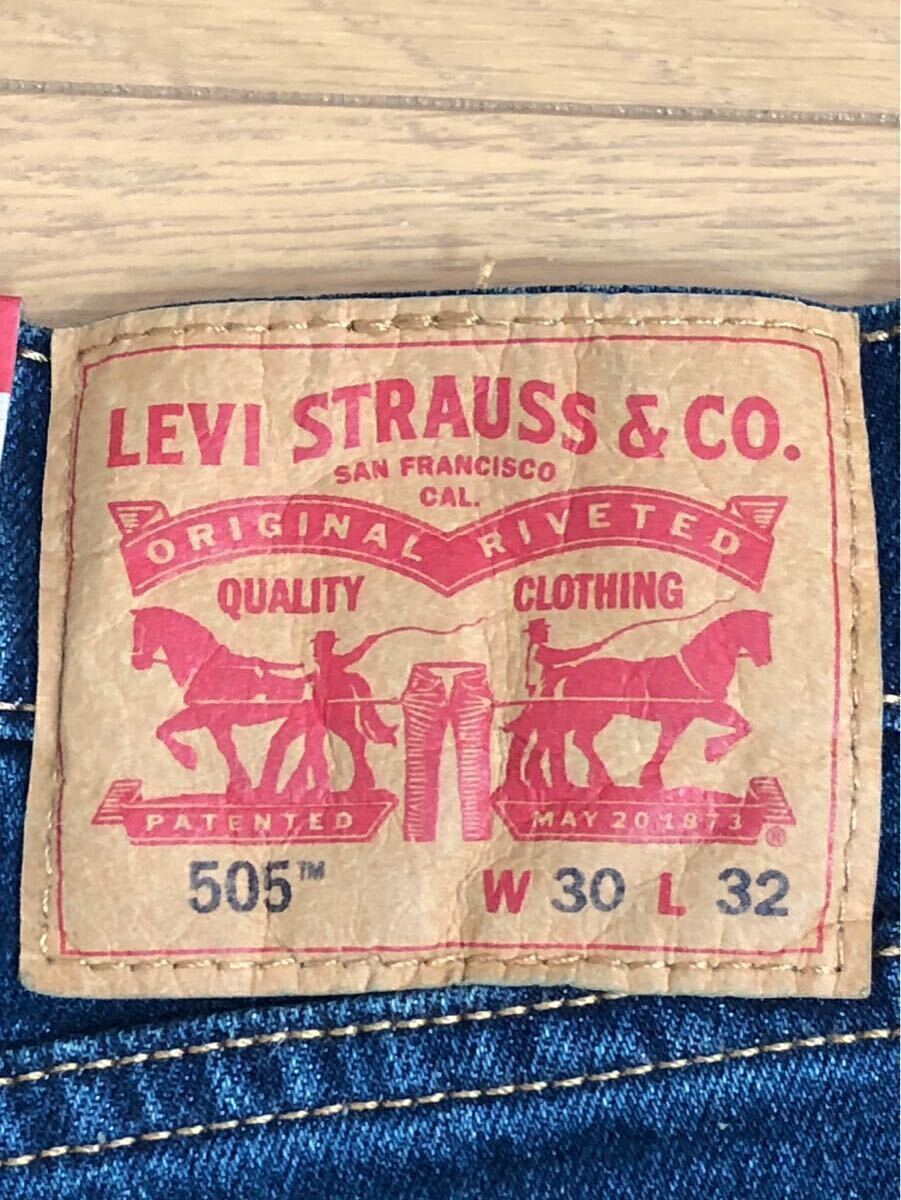 LEVI STRAUSS & CO.
SAN FRANCISCO
CAL.
ORIGINAL RIVETED
QUALITY CLOTHING
PATENTED MAY 20 1873 ®
505™ W 30 L 32